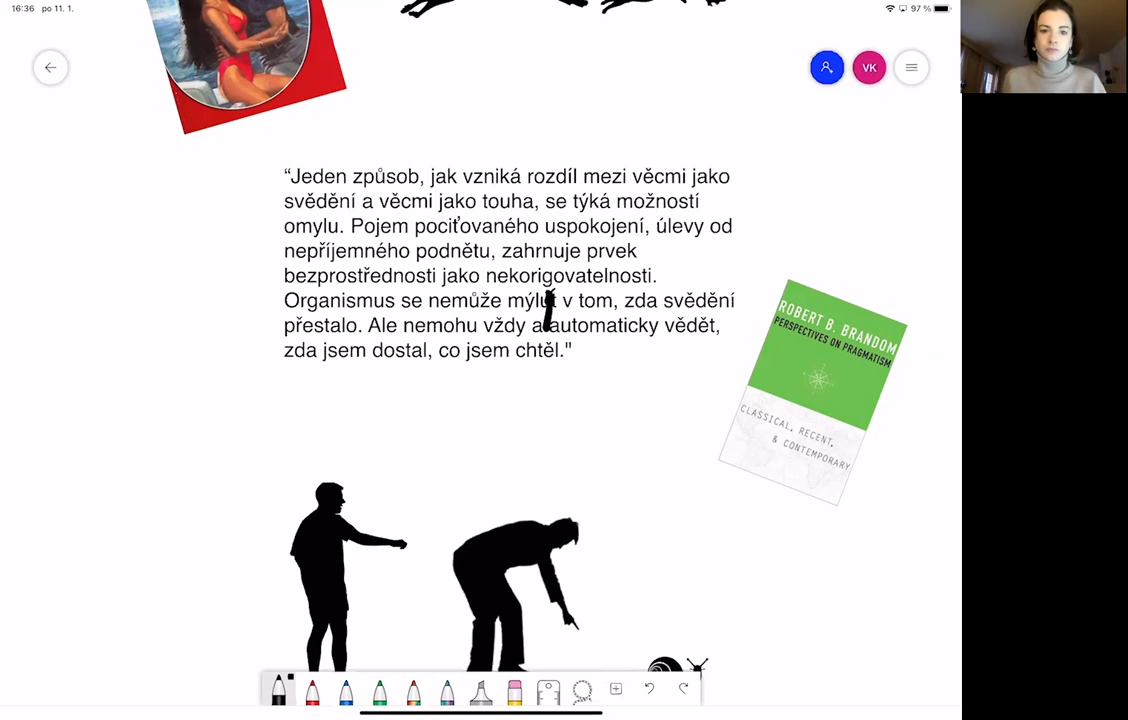 16:36 po 11. 1.
97 %
VK
“Jeden způsob, jak vzniká rozdíl mezi věcmi jako
svědění a věcmi jako touha, se týká možností
omylu. Pojem pociťovaného uspokojení, úlevy od
nepříjemného podnětu, zahrnuje prvek
bezprostřednosti jako nekorigovatelnosti.
Organismus se nemůže mýlit v tom, zda svědění
přestalo. Ale nemohu vždy a automaticky vědět,
zda jsem dostal, co jsem chtěl."
ROBERT B. BRANDOM
PERSPECTIVES ON PRAGMATISM
CLASSICAL, RECENT,
& CONTEMPORARY